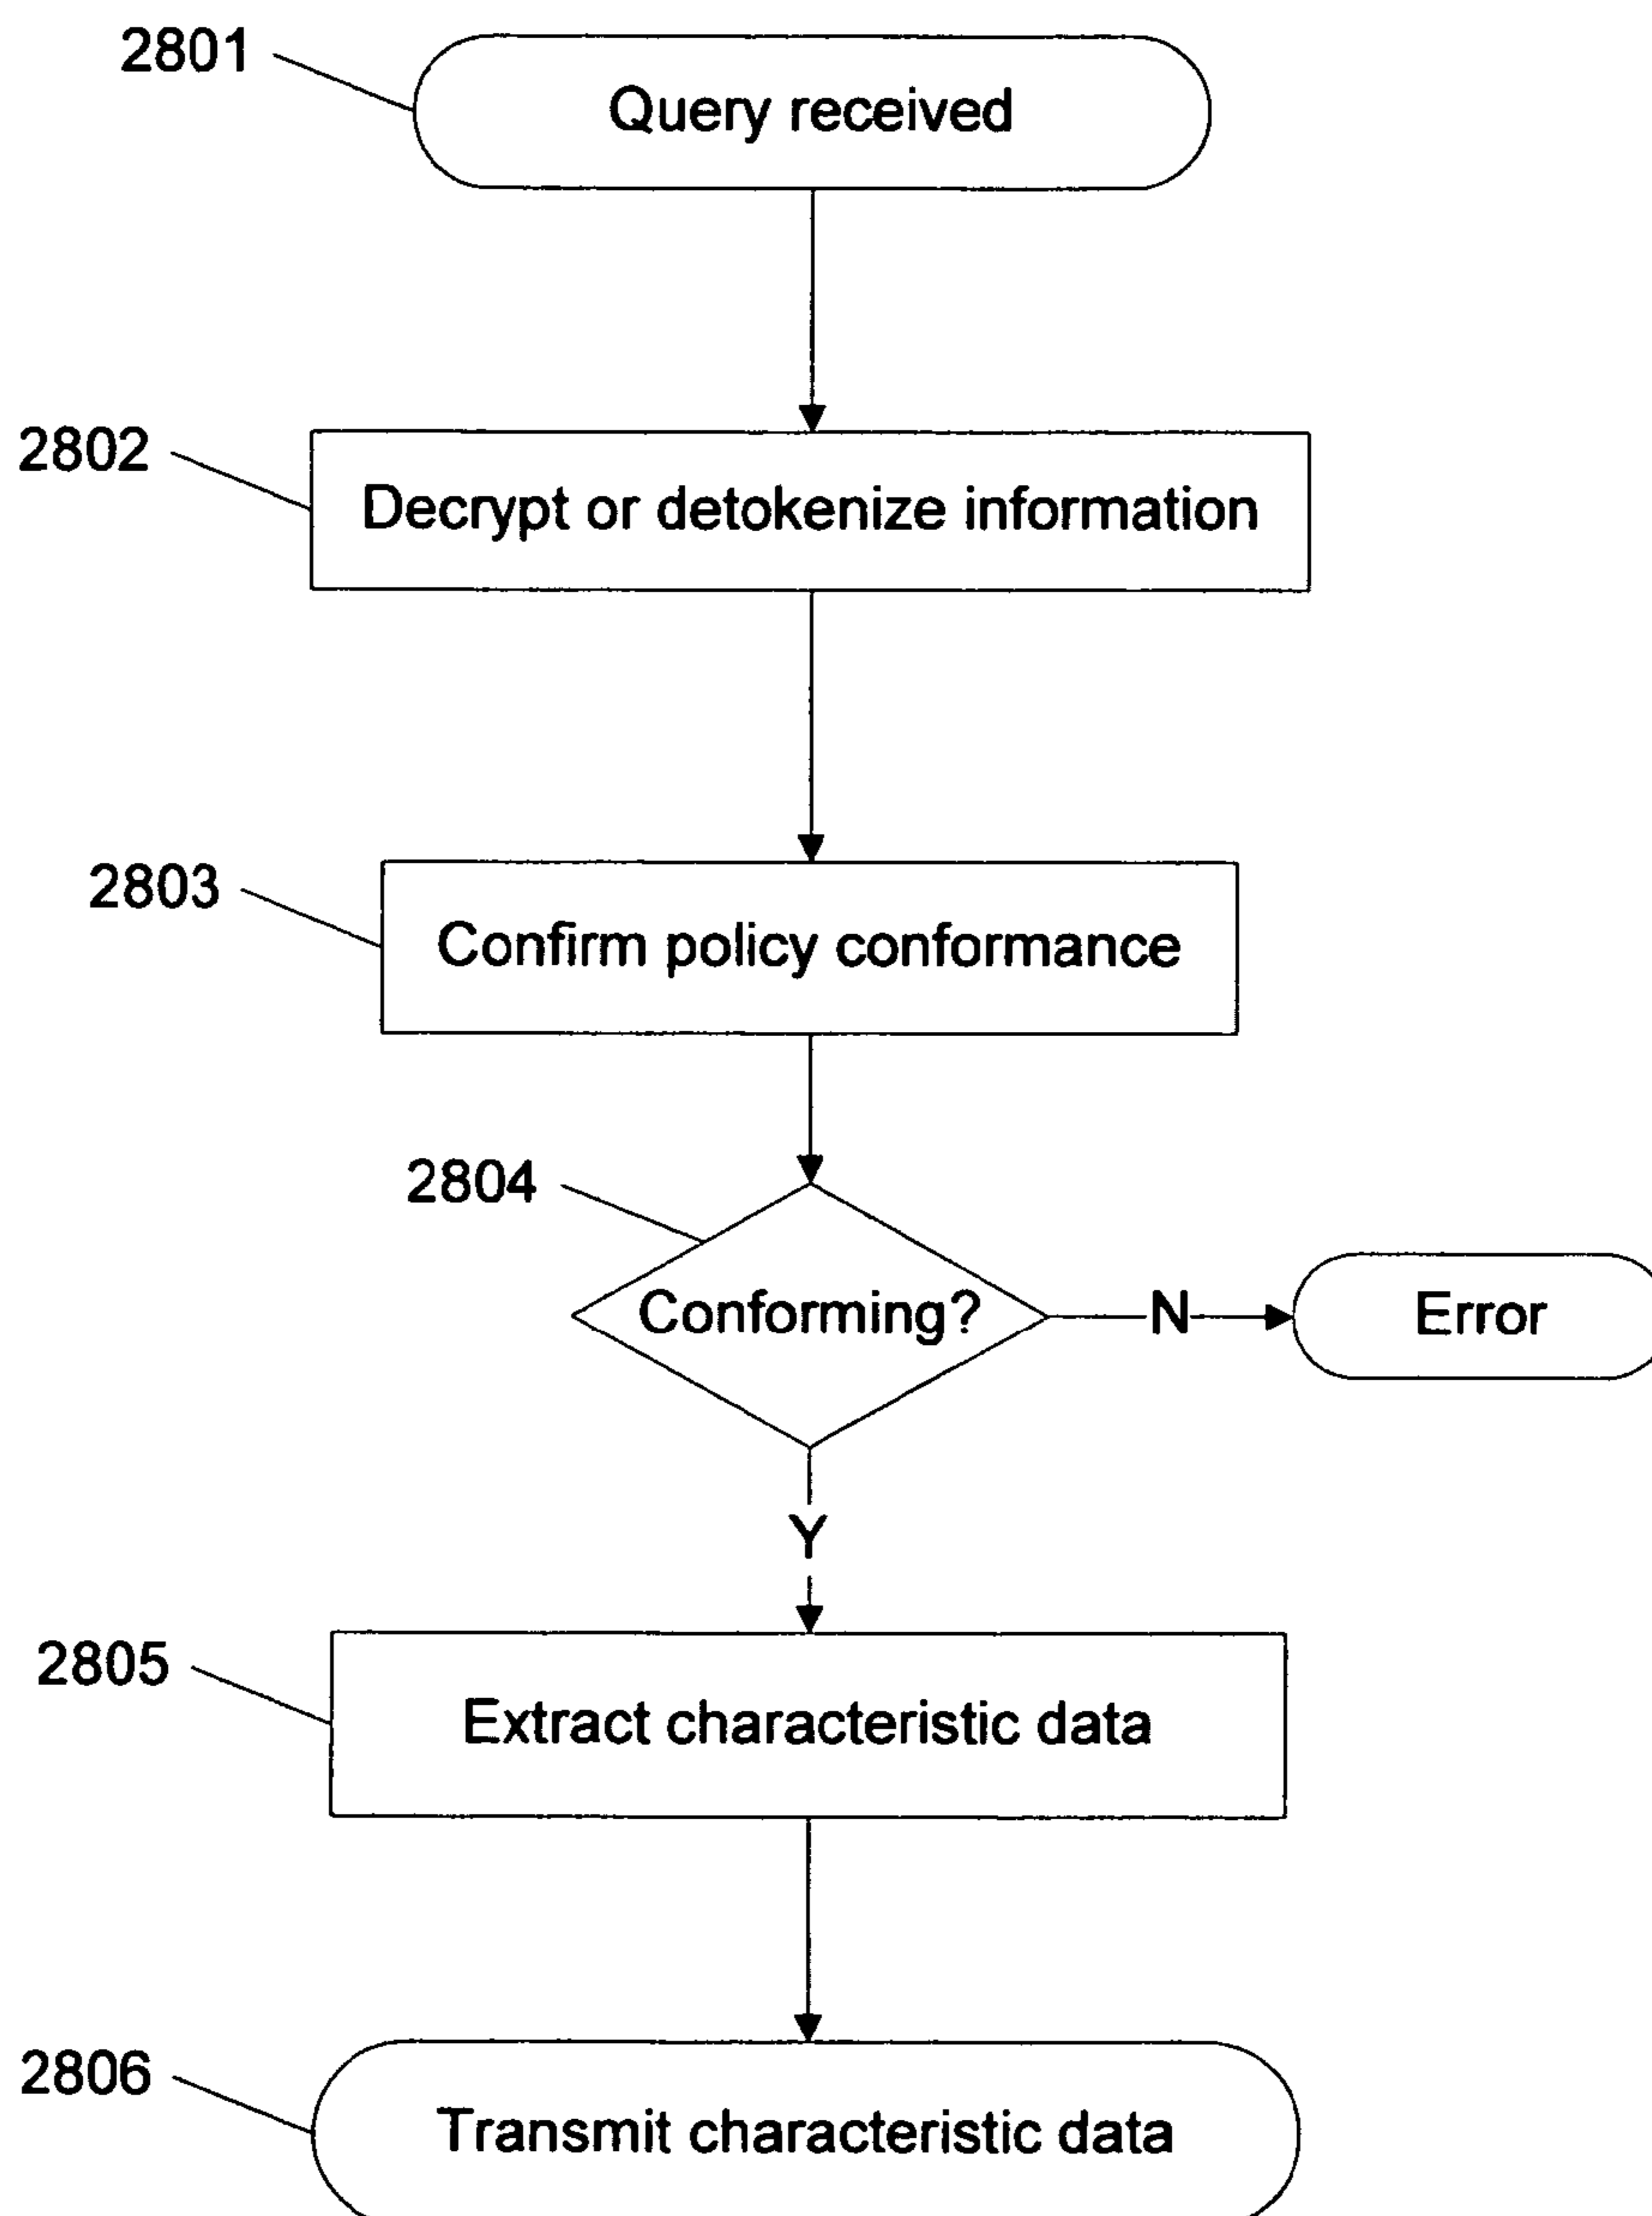 2801
Query received
2802
Decrypt or detokenize information
2803
Confirm policy conformance
2804
Conforming?
N
Error
Y
2805
Extract characteristic data
2806
Transmit characteristic data